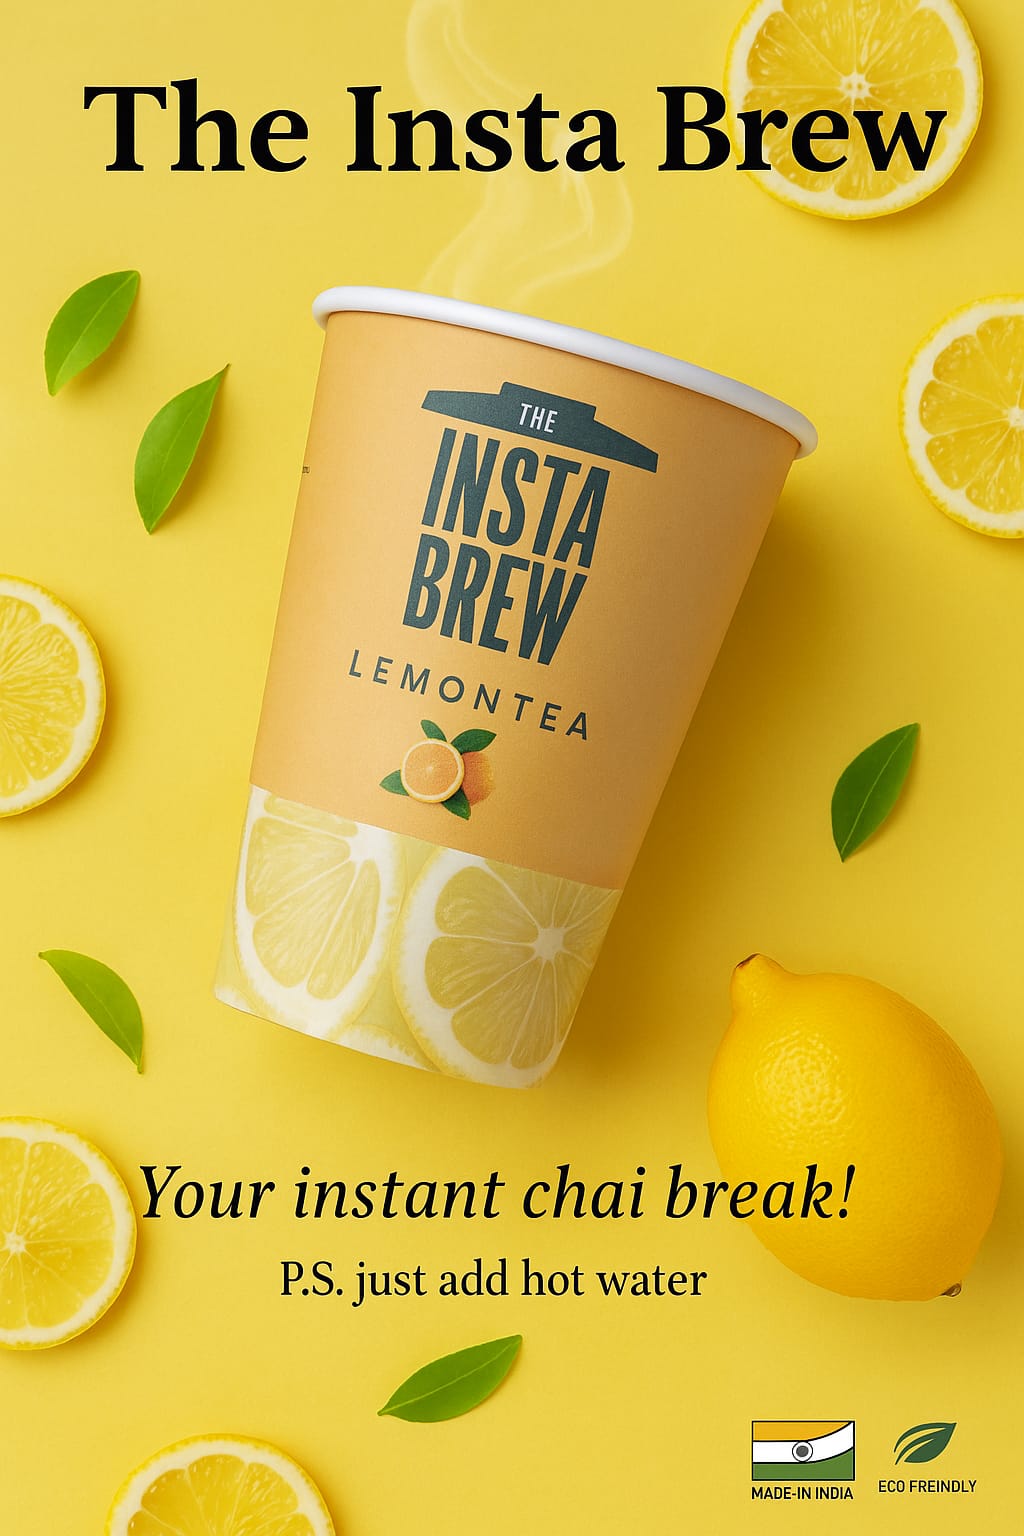 The Insta Brew
THE
INSTA
BREW
LEMONTEA
Your instant chai break!
P.S. just add hot water
MADE-IN INDIA
ECO FREINDLY